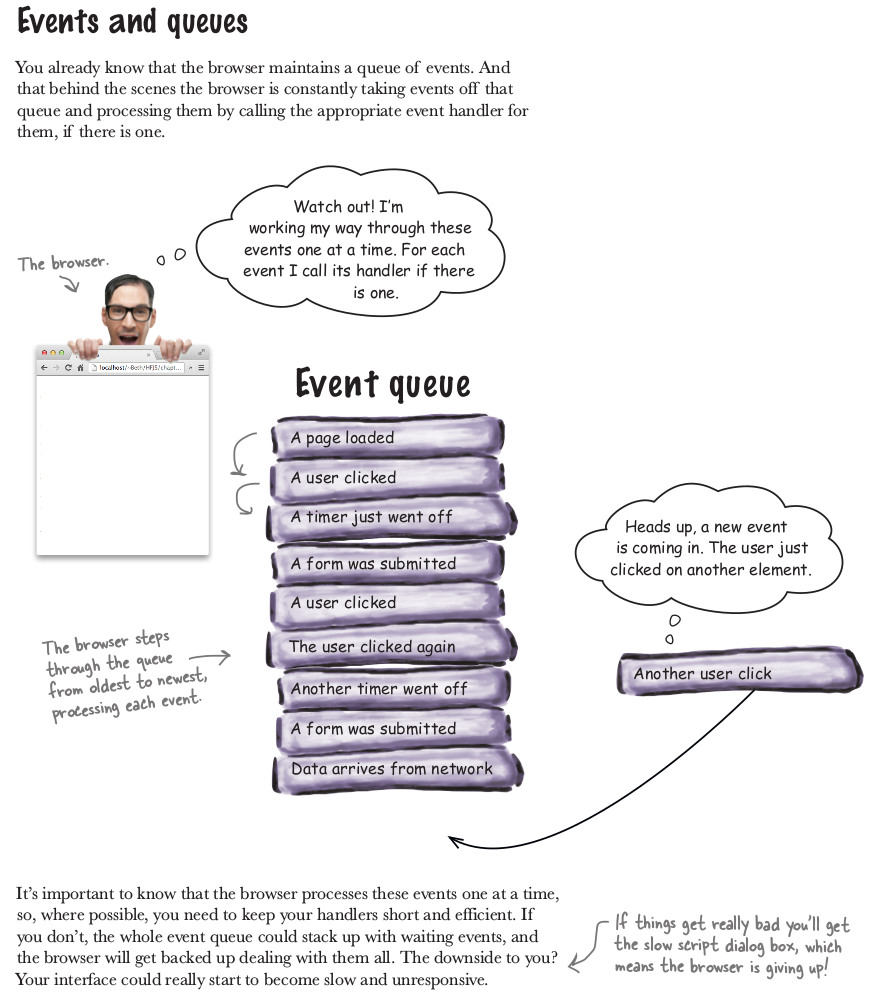 Events and queues
You already know that the browser maintains a queue of events. And
that behind the scenes the browser is constantly taking events off that
queue and processing them by calling the appropriate event handler for
them, if there is one.
Watch out! I'm
working my way through these
events one at a time. For each
event I call its handler if there
is one.
The browser.
localhost/~Beth/HFJS/chapt...
Event queue
A page loaded
A user clicked
A timer just went off
A form was submitted
A user clicked
The user clicked again
Another timer went off
A form was submitted
Data arrives from network
Heads up, a new event
is coming in. The user just
clicked on another element.
Another user click
The browser steps
through the queue
from oldest to newest,
processing each event.
It's important to know that the browser processes these events one at a time,
so, where possible, you need to keep your handlers short and efficient. If
you don't, the whole event queue could stack up with waiting events, and
the browser will get backed up dealing with them all. The downside to you?
Your interface could really start to become slow and unresponsive.
If things get really bad you'll get
the slow script dialog box, which
means the browser is giving up!